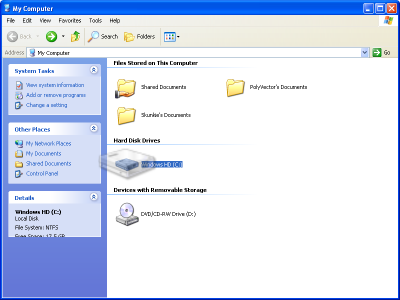 My Computer
File Edit View Favorites Tools Help
Back Search Folders
Address My Computer Go
System Tasks
View system information
Add or remove programs
Change a setting
Other Places
My Network Places
My Documents
Shared Documents
Control Panel
Details
Windows HD (C:)
Local Disk
File System: NTFS
Free Space: 17.5 GB
Files Stored on This Computer
Shared Documents
PolyVector's Documents
Skunkie's Documents
Hard Disk Drives
Windows HD (C:)
Devices with Removable Storage
DVD/CD-RW Drive (D:)